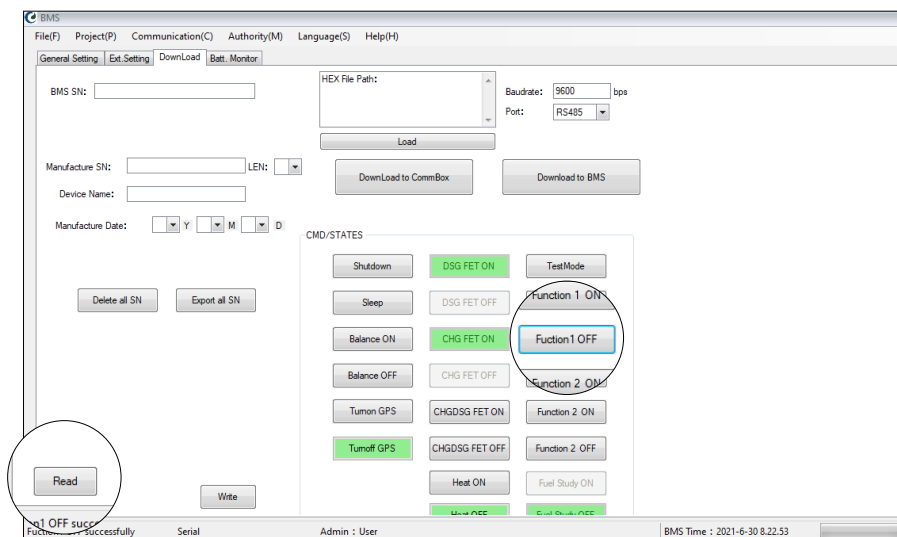 BMS
File(F) Project(P) Communication(C) Authority(M) Language(S) Help(H)
General Setting Ext.Setting DownLoad Batt. Monitor
BMS SN:
HEX File Path:
Baudrate: 9600 bps
Port: RS485
Load
Manufacture SN: LEN:
DownLoad to CommBox
Download to BMS
Device Name:
Manufacture Date: Y M D
CMD/STATES
Shutdown DSG FET ON TestMode
Delete all SN Export all SN
Sleep DSG FET OFF Function 1 ON
Balance ON CHG FET ON Fuction1 OFF
Balance OFF CHG FET OFF Function 2 ON
Turnon GPS CHGDSG FET ON Function 2 ON
Turnoff GPS CHGDSG FET OFF Function 2 OFF
Read
Write
Heat ON Fuel Study ON
Heat OFF Fuel Study OFF
n1 OFF succe
Fuction1 OFF successfully Serial Admin : User BMS Time : 2021-6-30 8.22.53